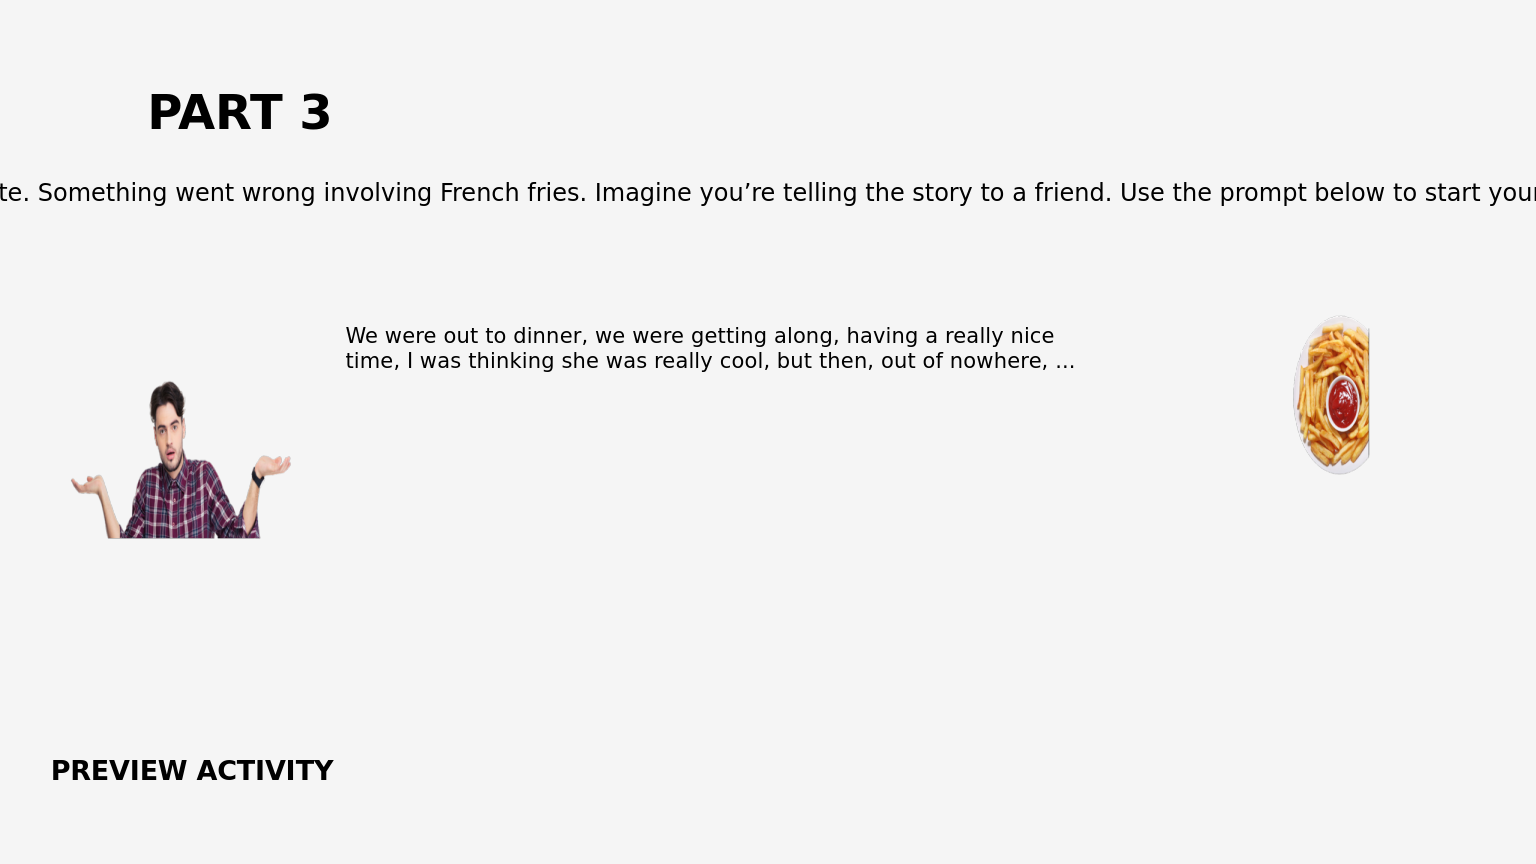 PART 3
te. Something went wrong involving French fries. Imagine you’re telling the story to a friend. Use the prompt below to start your
We were out to dinner, we were getting along, having a really nice
time, I was thinking she was really cool, but then, out of nowhere, ...
PREVIEW ACTIVITY